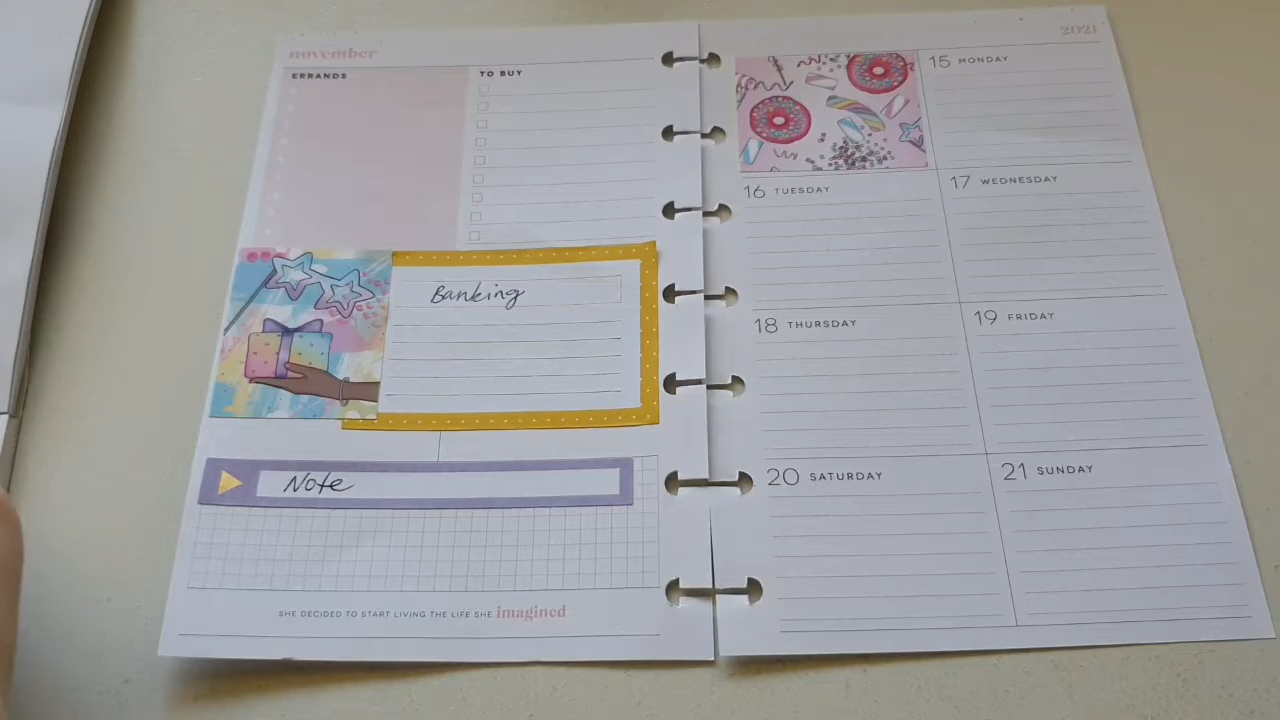 november
ERRANDS
TO BUY
Banking
Note
SHE DECIDED TO START LIVING THE LIFE SHE imagined
2021
15 MONDAY
16 TUESDAY
17 WEDNESDAY
18 THURSDAY
19 FRIDAY
20 SATURDAY
21 SUNDAY